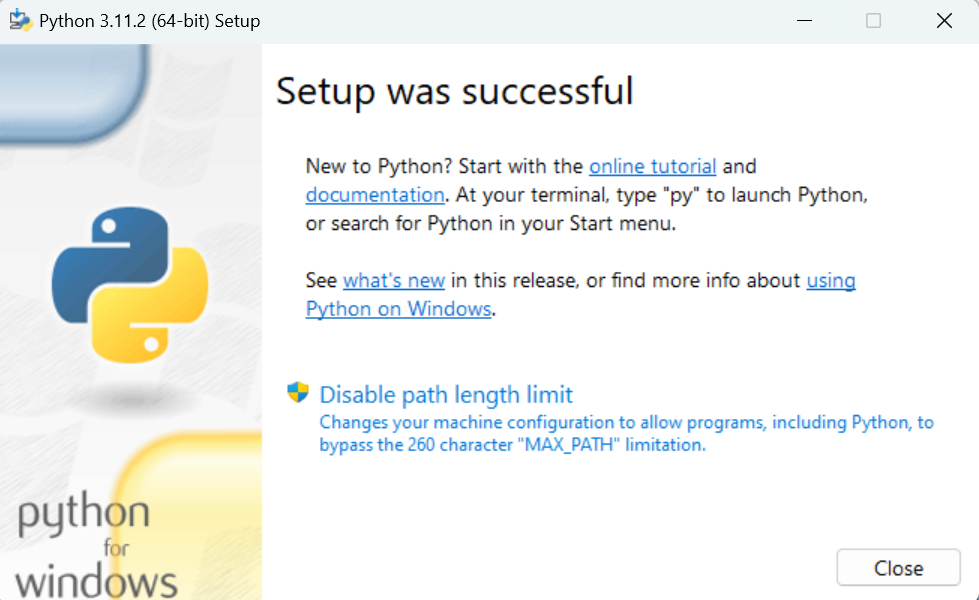 Python 3.11.2 (64-bit) Setup
Setup was successful
New to Python? Start with the online tutorial and
documentation. At your terminal, type "py" to launch Python,
or search for Python in your Start menu.
See what's new in this release, or find more info about using
Python on Windows.
Disable path length limit
Changes your machine configuration to allow programs, including Python, to
bypass the 260 character "MAX_PATH" limitation.
python
for
windows
Close